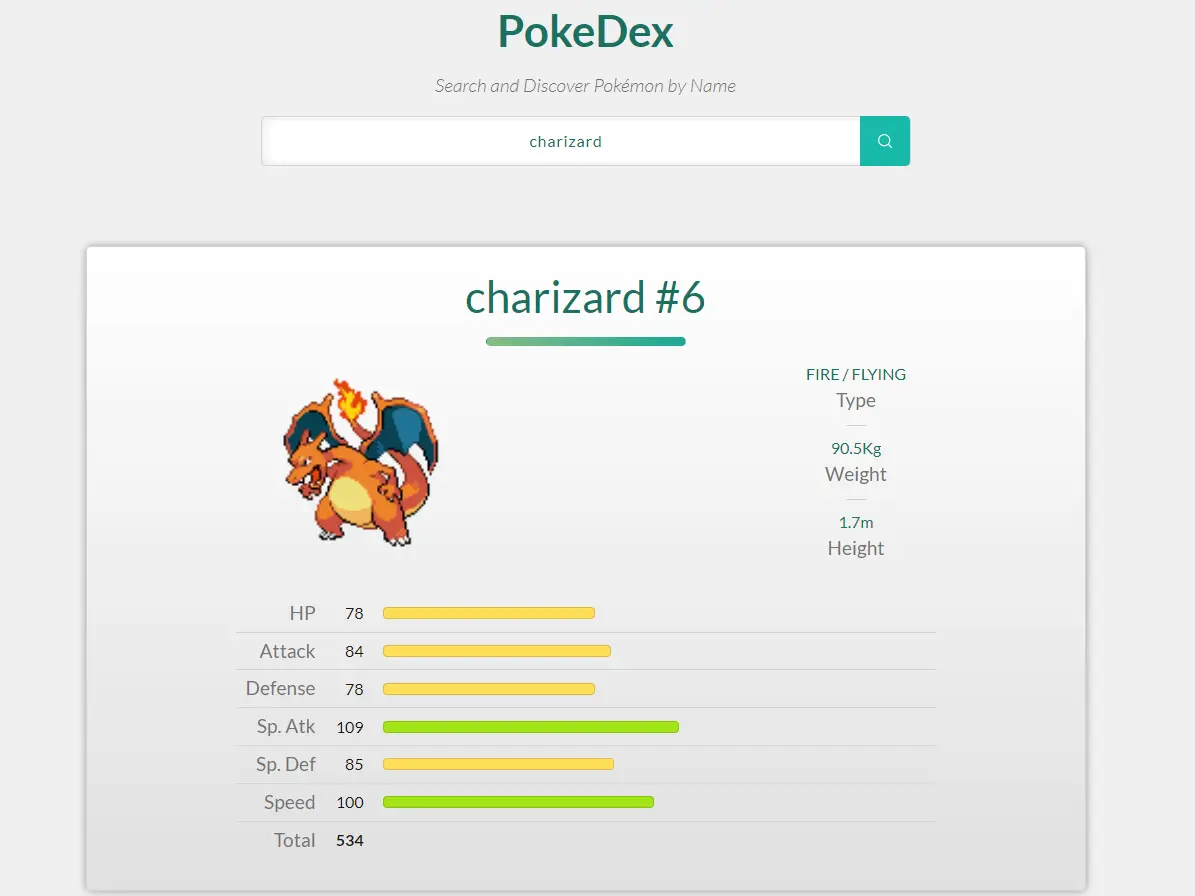 PokeDex
Search and Discover Pokémon by Name
charizard
charizard #6
FIRE / FLYING
Type
90.5Kg
Weight
1.7m
Height
HP 78
Attack 84
Defense 78
Sp. Atk 109
Sp. Def 85
Speed 100
Total 534